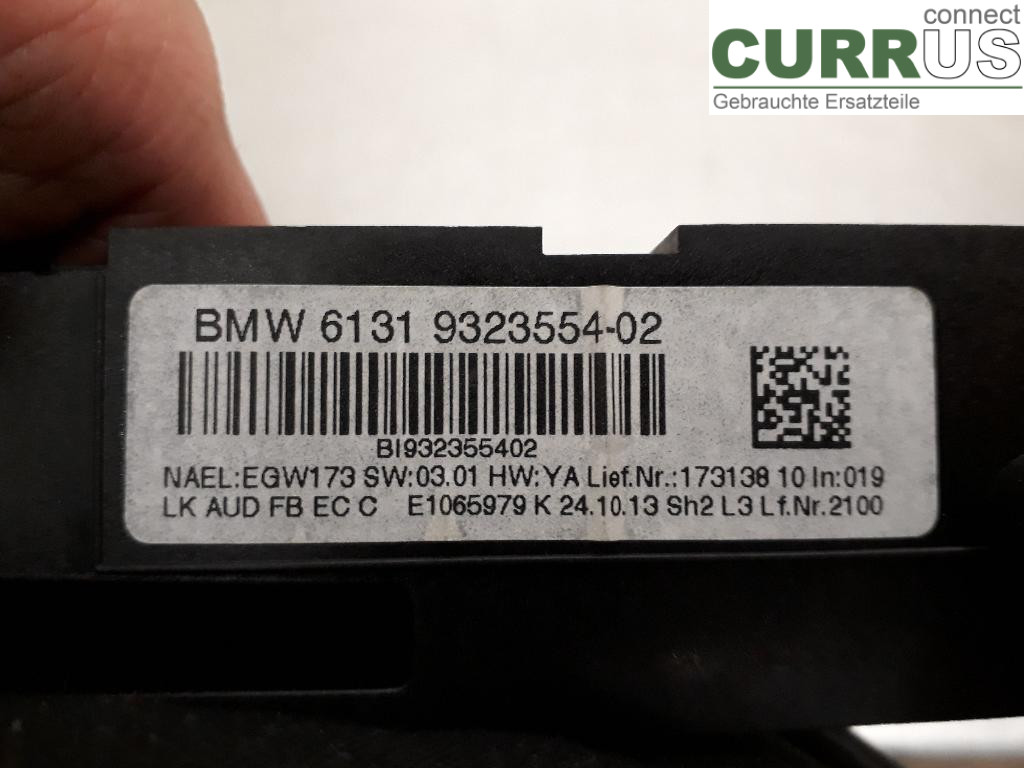 connect
CURRUS
Gebrauchte Ersatzteile
BMW 6131 9323554-02
BI932355402
NAEL:EGW173 SW:03.01 HW:YA Lief.Nr.:173138 10 In:019
LK AUD FB EC C E1065979 K 24.10.13 Sh2 L3 Lf.Nr.2100